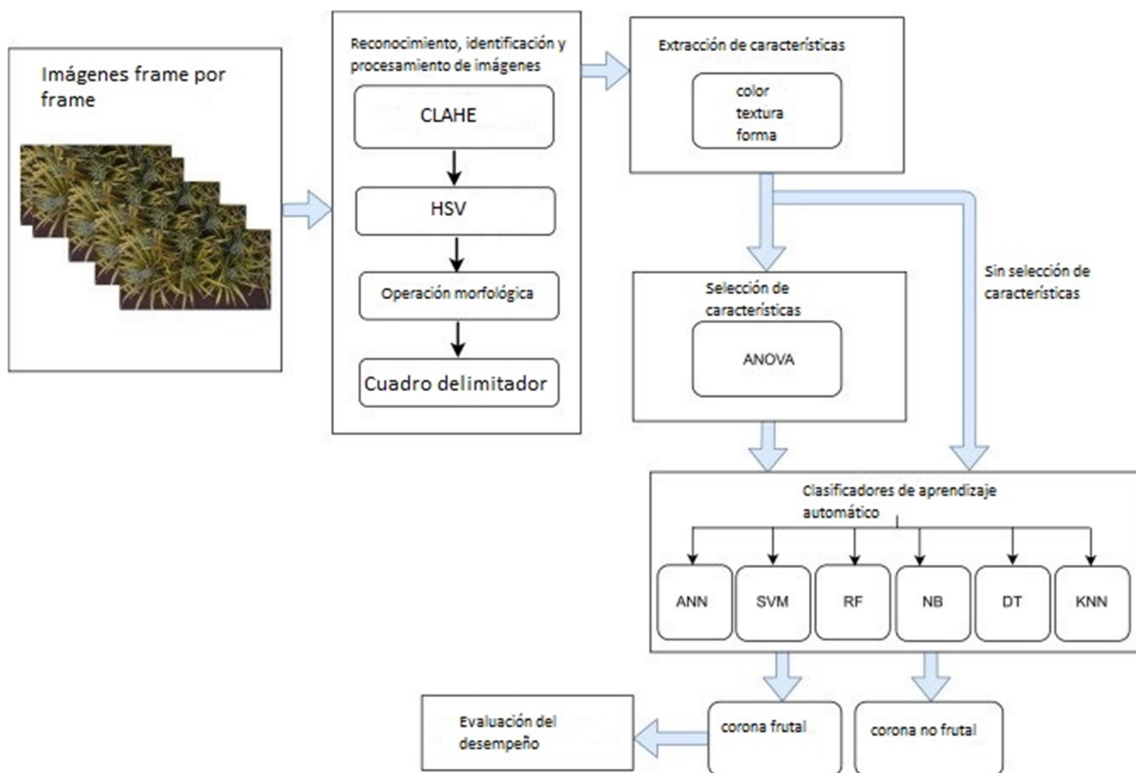 Imágenes frame por
frame
Reconocimiento, identificación y
procesamiento de imágenes
CLAHE
HSV
Operación morfológica
Cuadro delimitador
Extracción de características
color
textura
forma
Selección de
características
ANOVA
Sin selección de
características
Clasificadores de aprendizaje
automático
ANN
SVM
RF
NB
DT
KNN
corona frutal
corona no frutal
Evaluación del
desempeño